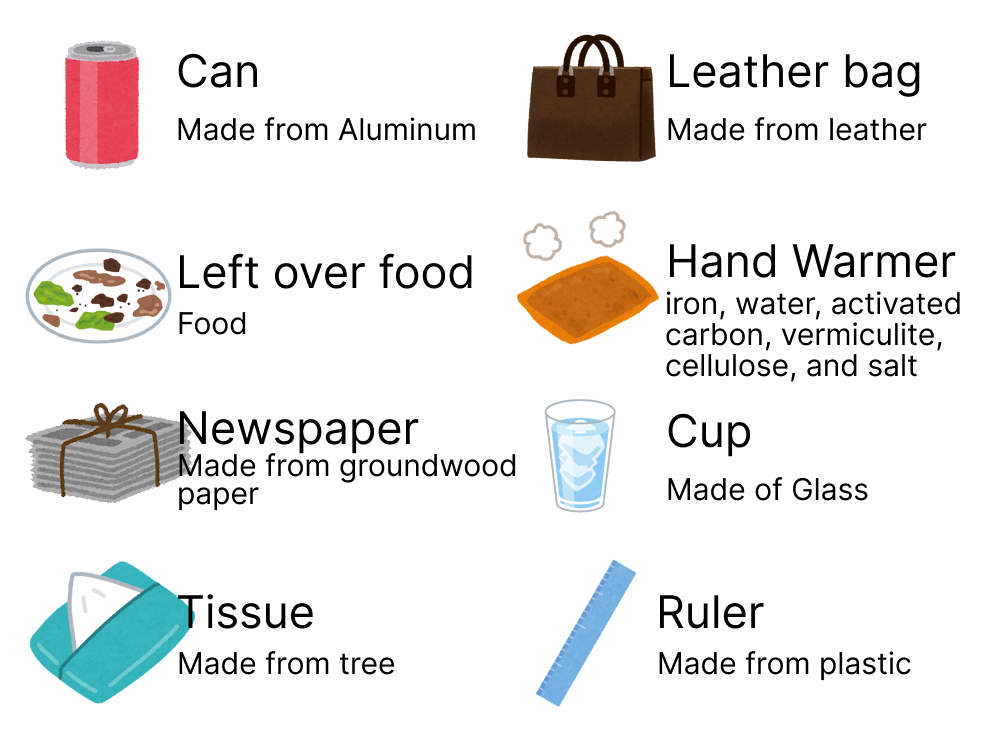 Can
Made from Aluminum
Leather bag
Made from leather
Left over food
Food
Hand Warmer
iron, water, activated
carbon, vermiculite,
cellulose, and salt
Newspaper
Made from groundwood
paper
Cup
Made of Glass
Tissue
Made from tree
Ruler
Made from plastic